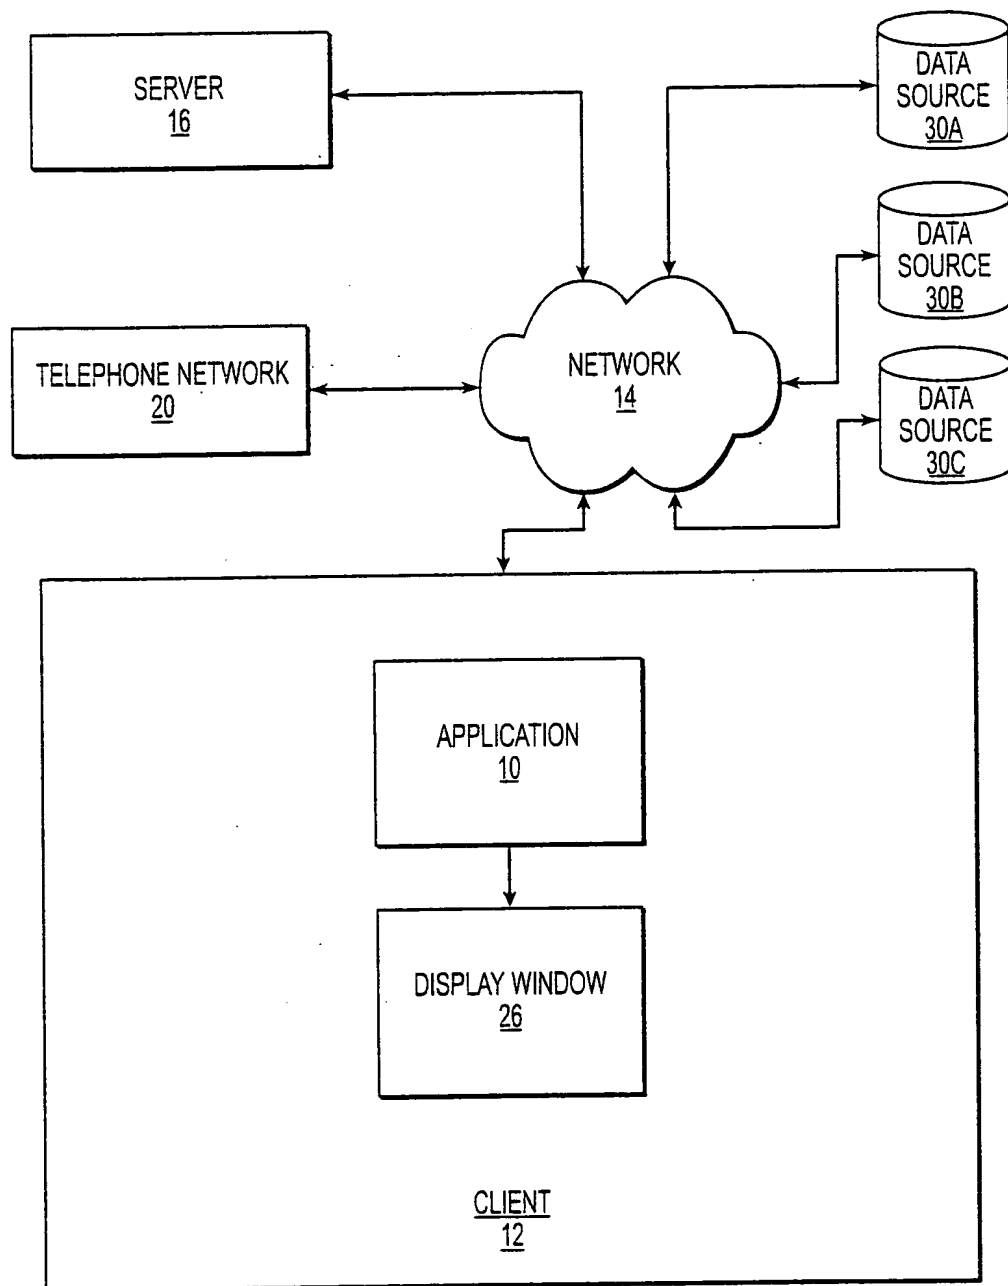 SERVER
16
DATA
SOURCE
30A
DATA
SOURCE
30B
TELEPHONE NETWORK
20
NETWORK
14
DATA
SOURCE
30C
APPLICATION
10
DISPLAY WINDOW
26
CLIENT
12